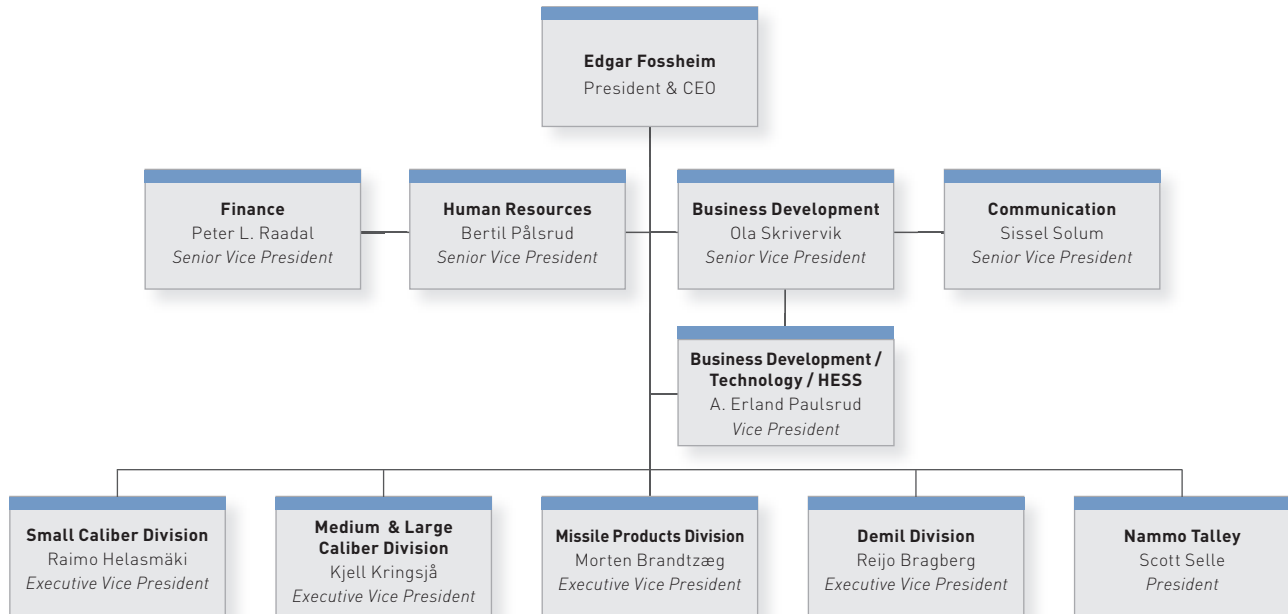 Edgar Fossheim
President & CEO
Finance
Peter L. Raadal
Senior Vice President
Human Resources
Bertil Pålsrud
Senior Vice President
Business Development
Ola Skrivervik
Senior Vice President
Communication
Sissel Solum
Senior Vice President
Business Development /
Technology / HESS
A. Erland Paulsrud
Vice President
Small Caliber Division
Raimo Helasmäki
Executive Vice President
Medium & Large
Caliber Division
Kjell Kringsjå
Executive Vice President
Missile Products Division
Morten Brandtzæg
Executive Vice President
Demil Division
Reijo Bragberg
Executive Vice President
Nammo Talley
Scott Selle
President